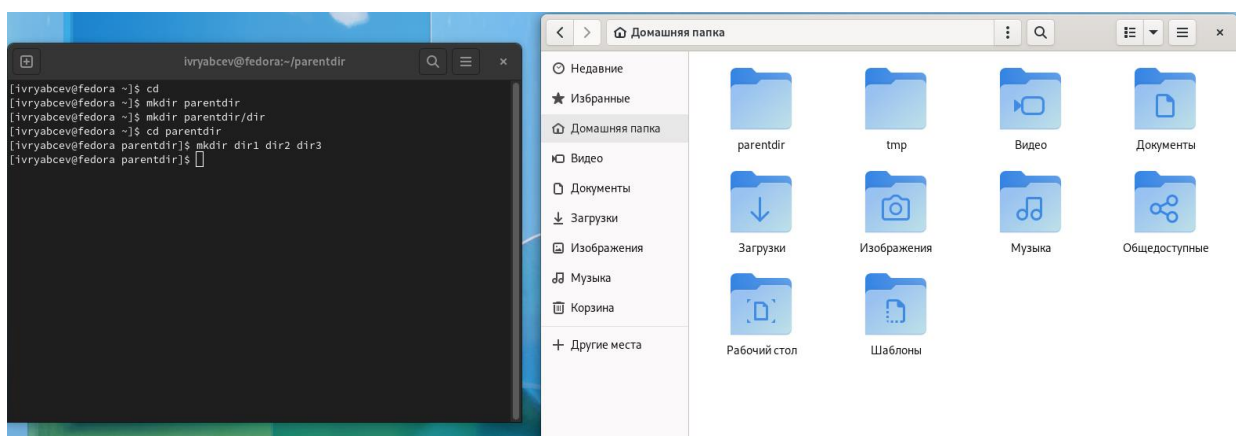 ivryabcev@fedora:~/parentdir
[ivryabcev@fedora ~]$ cd
[ivryabcev@fedora ~]$ mkdir parentdir
[ivryabcev@fedora ~]$ mkdir parentdir/dir
[ivryabcev@fedora ~]$ cd parentdir
[ivryabcev@fedora parentdir]$ mkdir dir1 dir2 dir3
[ivryabcev@fedora parentdir]$
Домашняя папка
Недавние
Избранные
Домашняя папка
Видео
Документы
Загрузки
Изображения
Музыка
Корзина
Другие места
parentdir tmp Видео Документы
Загрузки Изображения Музыка Общедоступные
Рабочий стол Шаблоны